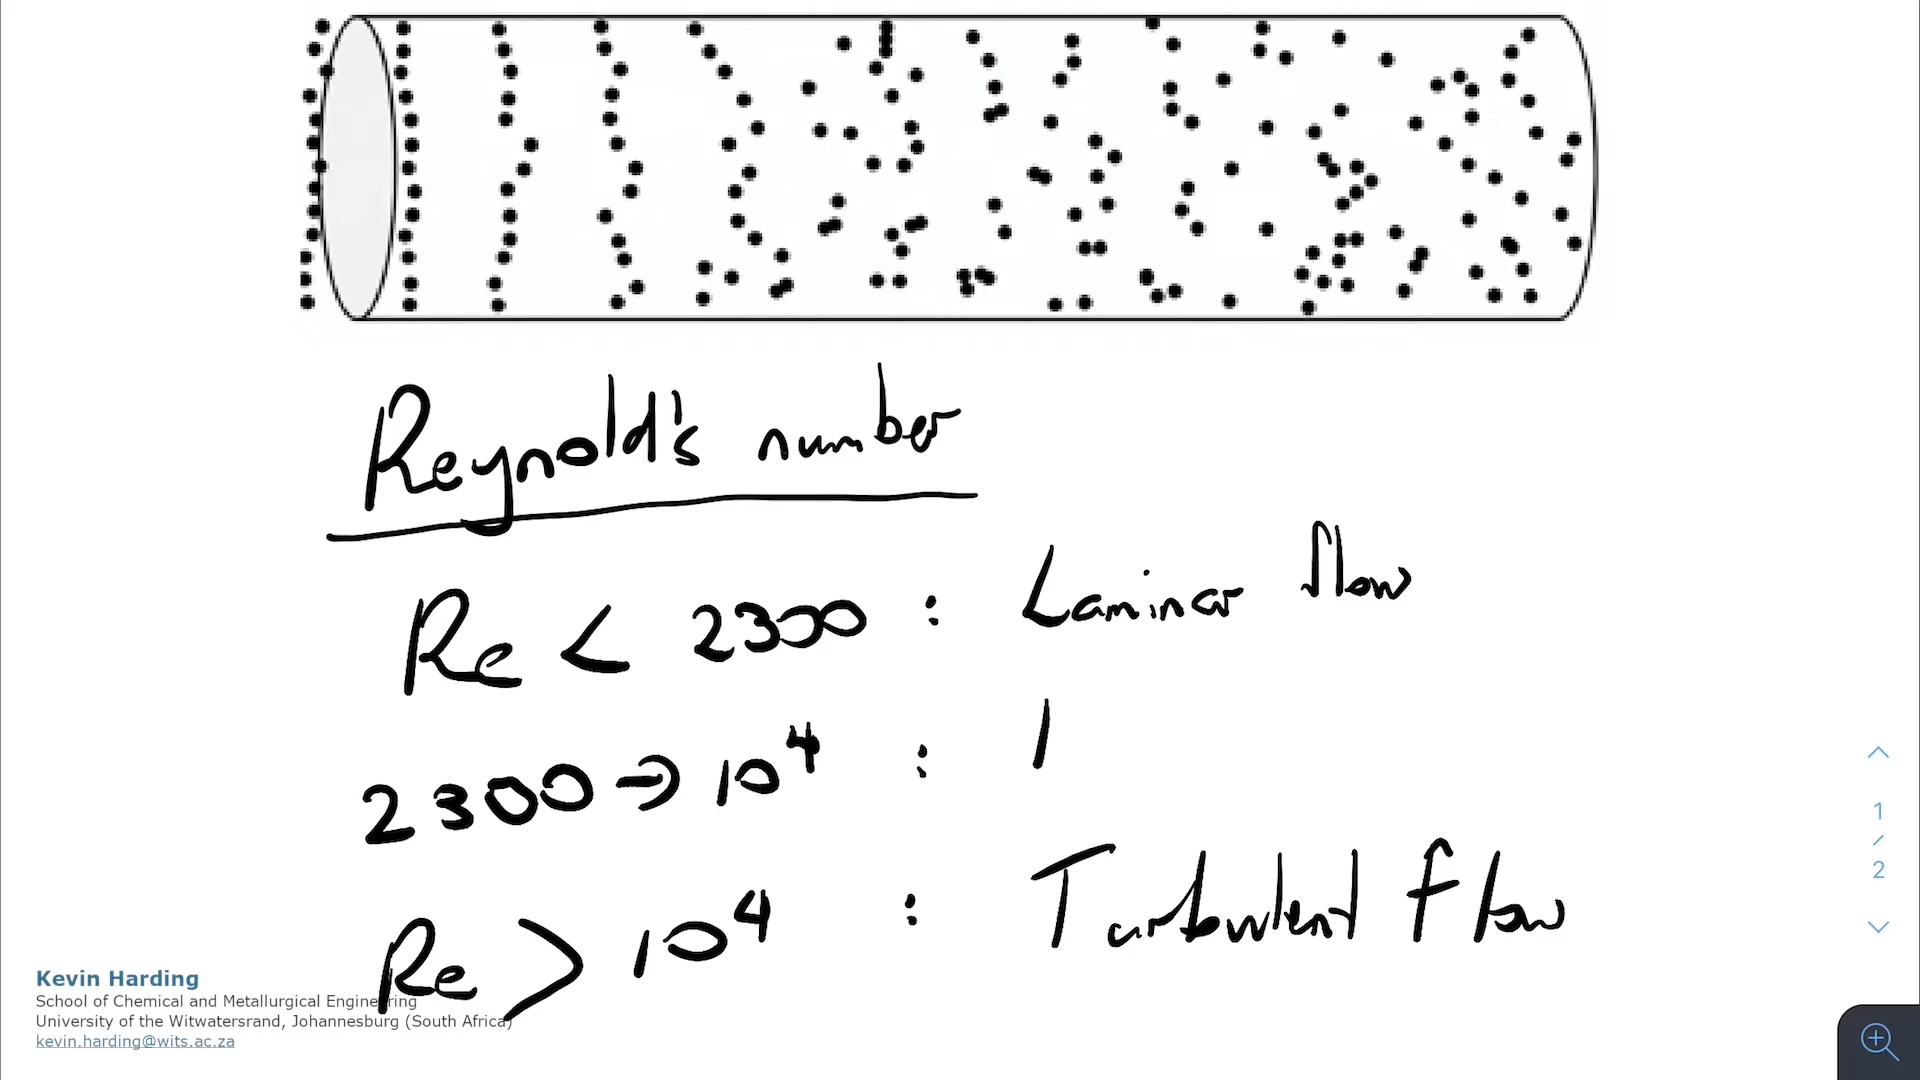 Reynold's number
Re < 2300 : Laminar flow
2300 → 10⁴ : 1
Re > 10⁴ : Turbulent flow
Kevin Harding
School of Chemical and Metallurgical Engineering
University of the Witwatersrand, Johannesburg (South Africa)
kevin.harding@wits.ac.za
1
/
2